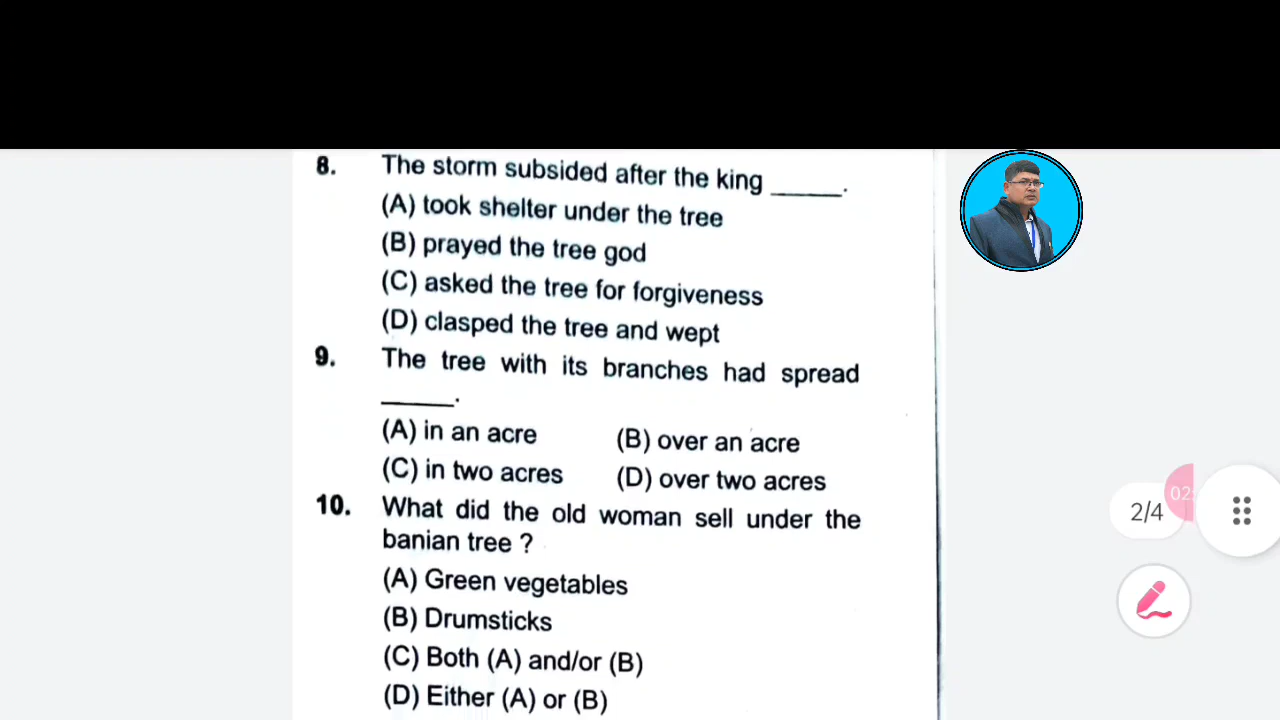 8. The storm subsided after the king _____.
(A) took shelter under the tree
(B) prayed the tree god
(C) asked the tree for forgiveness
(D) clasped the tree and wept
9. The tree with its branches had spread
_____.
(A) in an acre (B) over an acre
(C) in two acres (D) over two acres
10. What did the old woman sell under the
banian tree ?
(A) Green vegetables
(B) Drumsticks
(C) Both (A) and/or (B)
(D) Either (A) or (B)
2/4